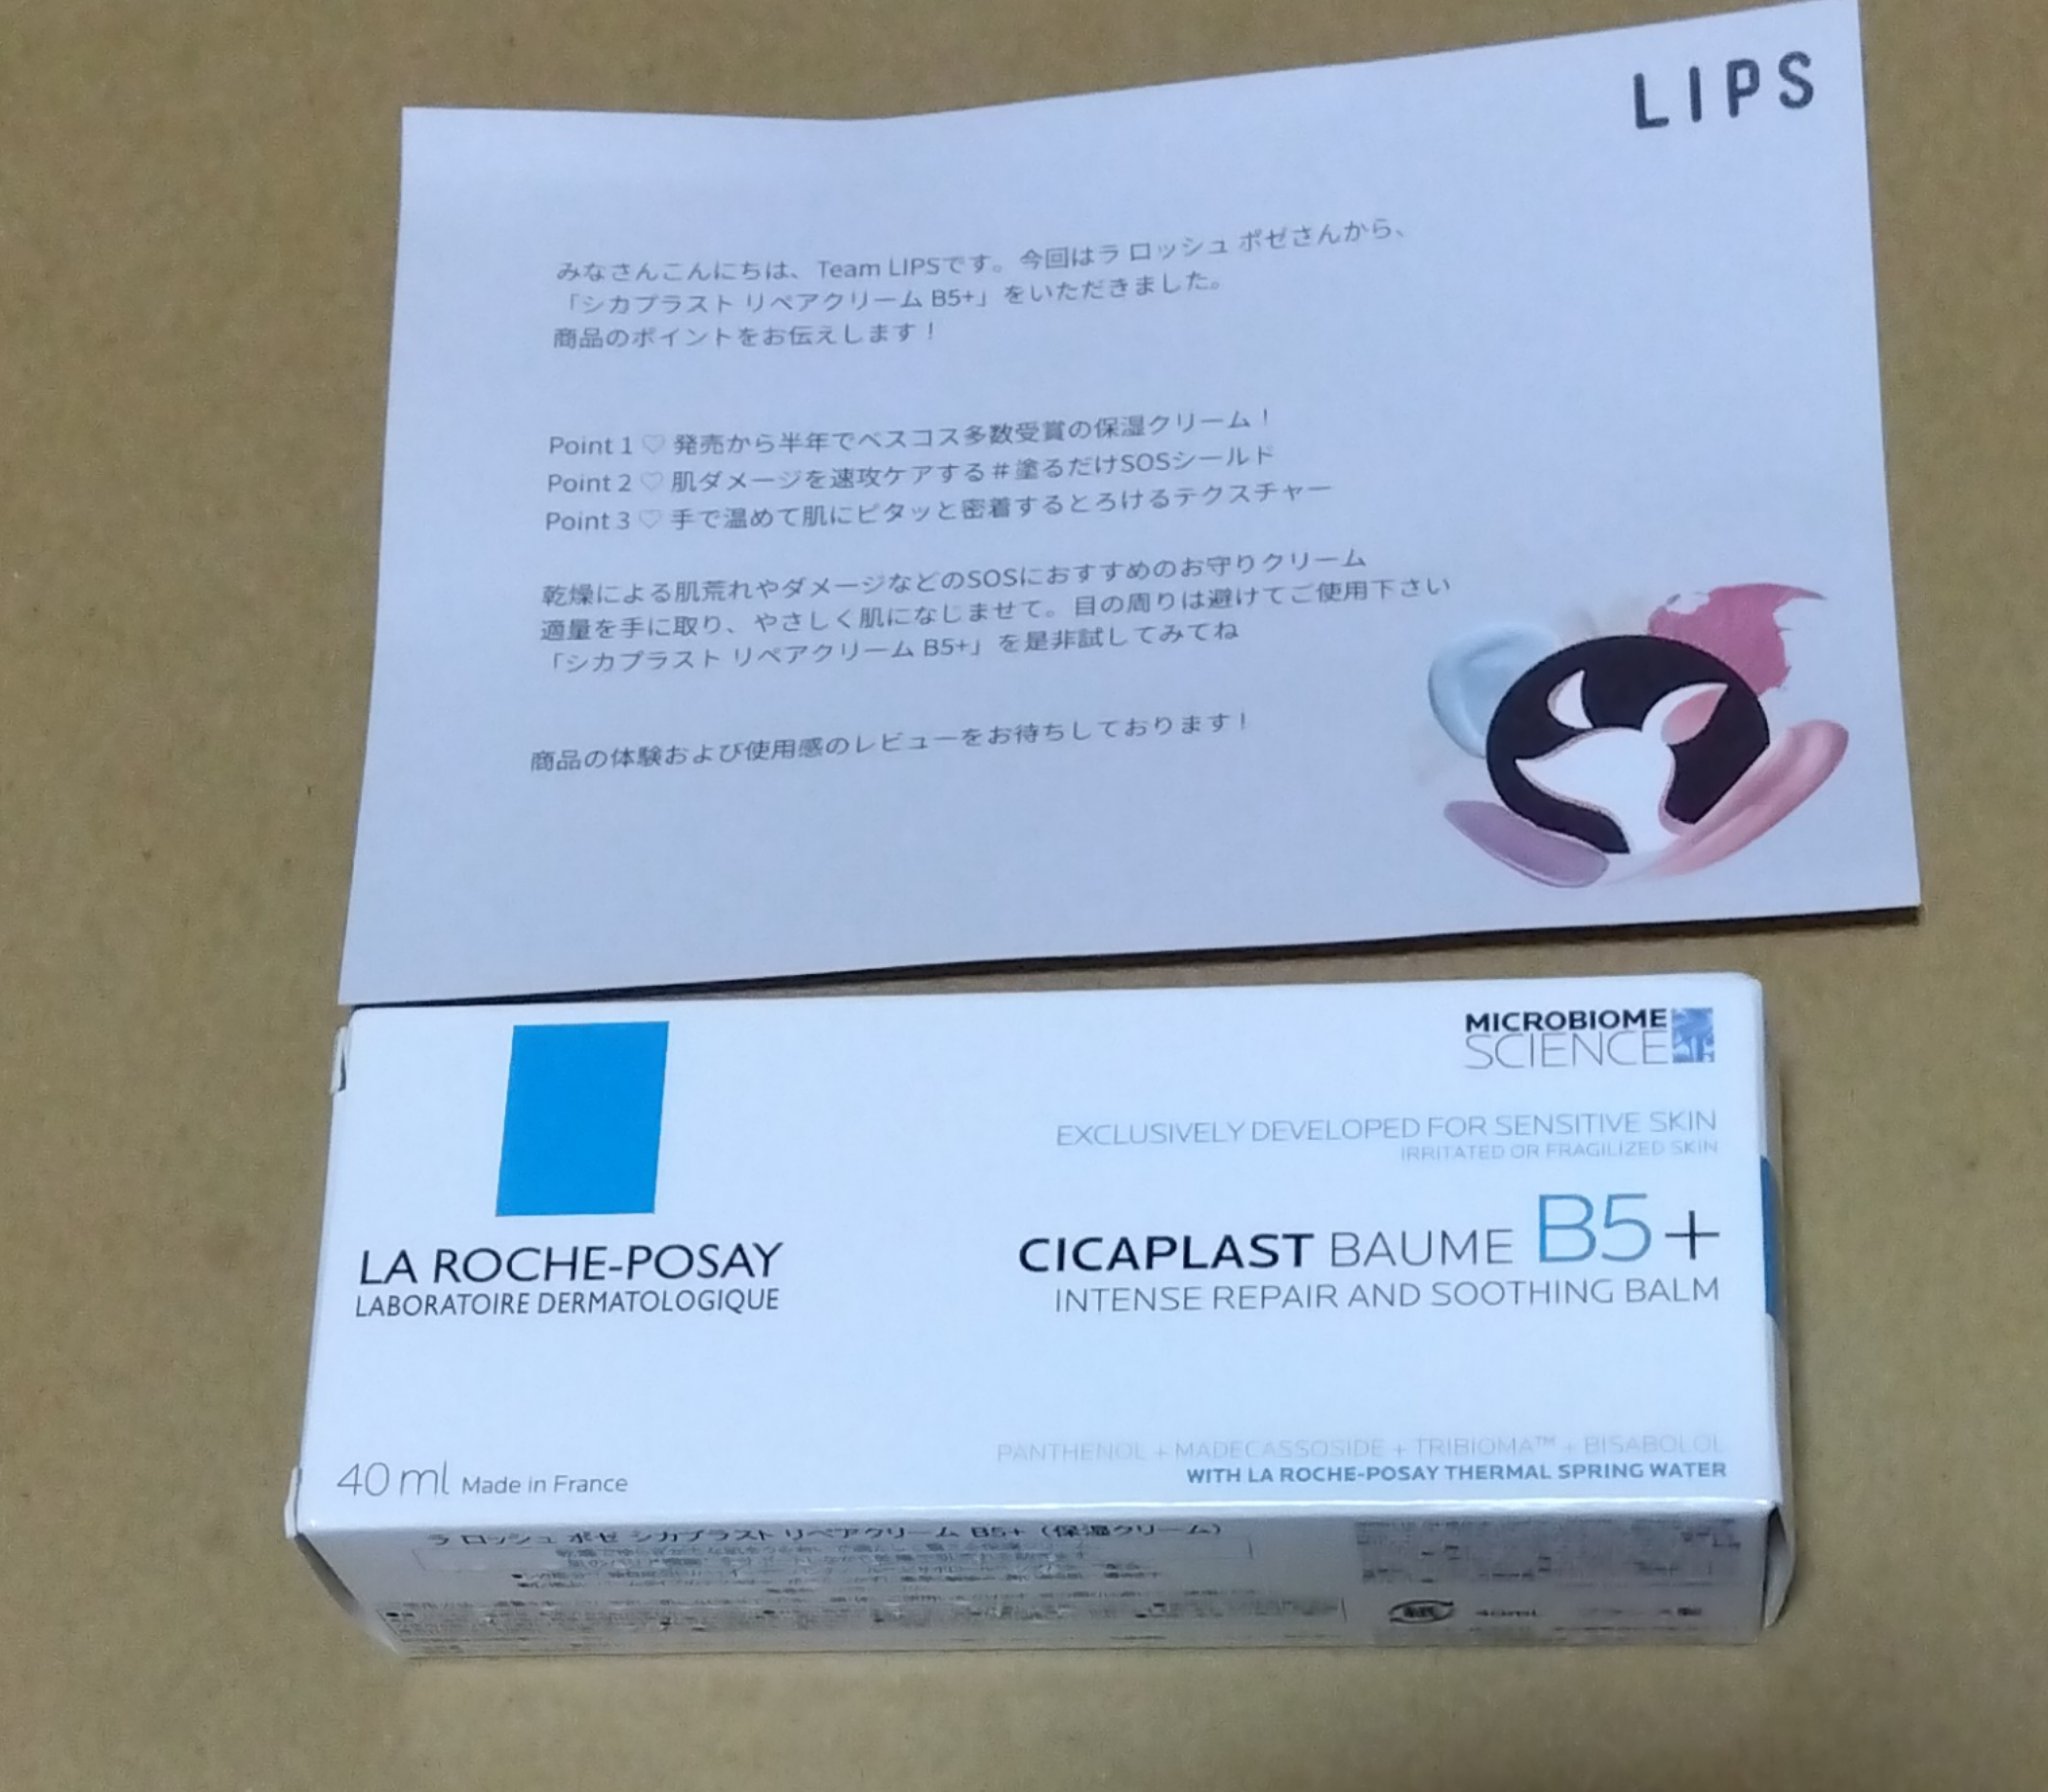 LIPS
みなさんこんにちは、Team LIPSです。今回はラ ロッシュ ポゼさんから、
「シカプラスト リペアクリーム B5+」をいただきました。
商品のポイントをお伝えします！
Point 1 ♡ 発売から半年でベスコス多数受賞の保湿クリーム！
Point 2 ♡ 肌ダメージを速攻ケアする＃塗るだけSOSシールド
Point 3 ♡ 手で温めて肌にピタッと密着するとろけるテクスチャー
乾燥による肌荒れやダメージなどのSOSにおすすめのお守りクリーム
適量を手に取り、やさしく肌になじませて。目の周りは避けてご使用下さい
「シカプラスト リペアクリーム B5+」を是非試してみてね
商品の体験および使用感のレビューをお待ちしております！
MICROBIOME
SCIENCE
EXCLUSIVELY DEVELOPED FOR SENSITIVE SKIN
IRRITATED OR FRAGILIZED SKIN
LA ROCHE-POSAY
LABORATOIRE DERMATOLOGIQUE
CICAPLAST BAUME B5+
INTENSE REPAIR AND SOOTHING BALM
PANTHENOL + MADECASSOSIDE + TRIBIOMA™ + BISABOLOL
WITH LA ROCHE-POSAY THERMAL SPRING WATER
40 ml Made in France
ラ ロッシュ ポゼ シカプラスト リペアクリーム B5+（保湿クリーム）